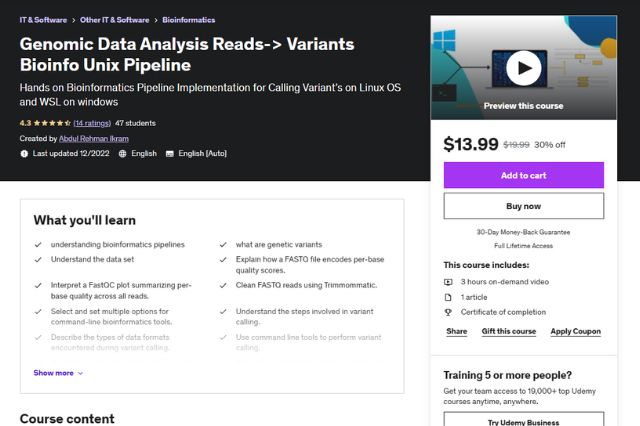 IT & Software > Other IT & Software > Bioinformatics
Genomic Data Analysis Reads-> Variants
Bioinfo Unix Pipeline
Hands on Bioinformatics Pipeline Implementation for Calling Variant's on Linux OS
and WSL on windows
4.3 (14 ratings) 47 students
Created by Abdul Rehman Ikram
Last updated 12/2022 English English [Auto]
Preview this course
$13.99 $19.99 30% off
Add to cart
Buy now
30-Day Money-Back Guarantee
Full Lifetime Access
This course includes:
3 hours on-demand video
1 article
Certificate of completion
Share Gift this course Apply Coupon
Training 5 or more people?
Get your team access to 19,000+ top Udemy
courses anytime, anywhere.
Try Udemy Business
What you'll learn
understanding bioinformatics pipelines
what are genetic variants
Understand the data set
Explain how a FASTQ file encodes per-base
quality scores.
Interpret a FastQC plot summarizing per-
base quality across all reads.
Clean FASTQ reads using Trimmommatic.
Select and set multiple options for
command-line bioinformatics tools.
Understand the steps involved in variant
calling.
Describe the types of data formats
encountered during variant calling.
Use command line tools to perform variant
calling.
Show more
Course content